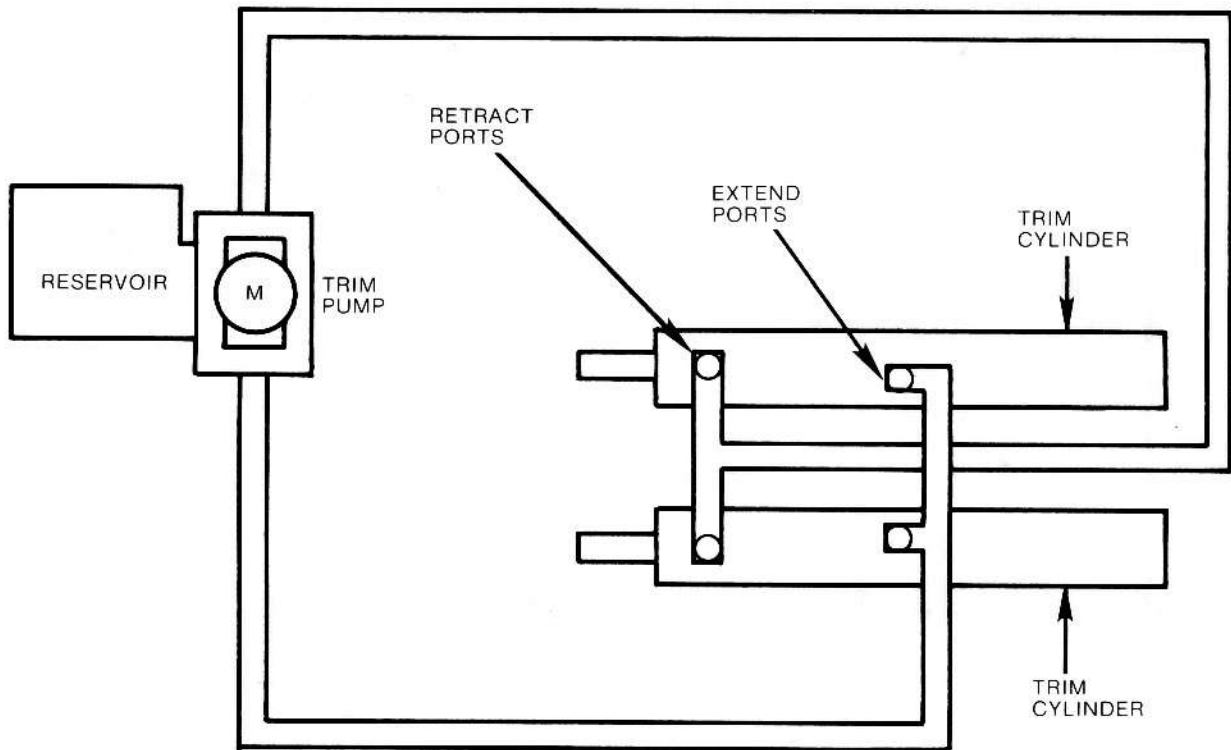 RETRACT
PORTS
EXTEND
PORTS
TRIM
CYLINDER
RESERVOIR
M
TRIM
PUMP
TRIM
CYLINDER